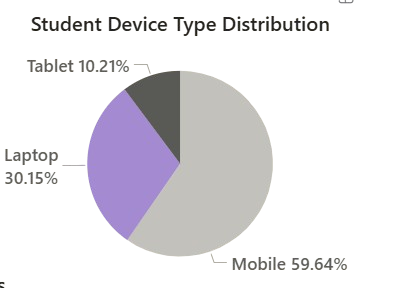 Student Device Type Distribution
Tablet 10.21%
Laptop
30.15%
Mobile 59.64%